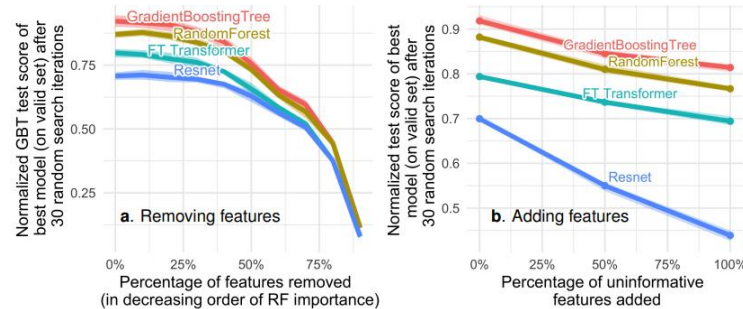 Normalized GBT test score of
best model (on valid set) after
30 random search iterations
0.75
0.50
0.25
GradientBoostingTree
RandomForest
FT Transformer
Resnet
a. Removing features
0% 25% 50% 75%
Percentage of features removed
(in decreasing order of RF importance)
Normalized test score of best
model (on valid set) after
30 random search iterations
0.9
0.8
0.7
0.6
0.5
GradientBoostingTree
RandomForest
FT Transformer
Resnet
b. Adding features
0% 50% 100%
Percentage of uninformative
features added